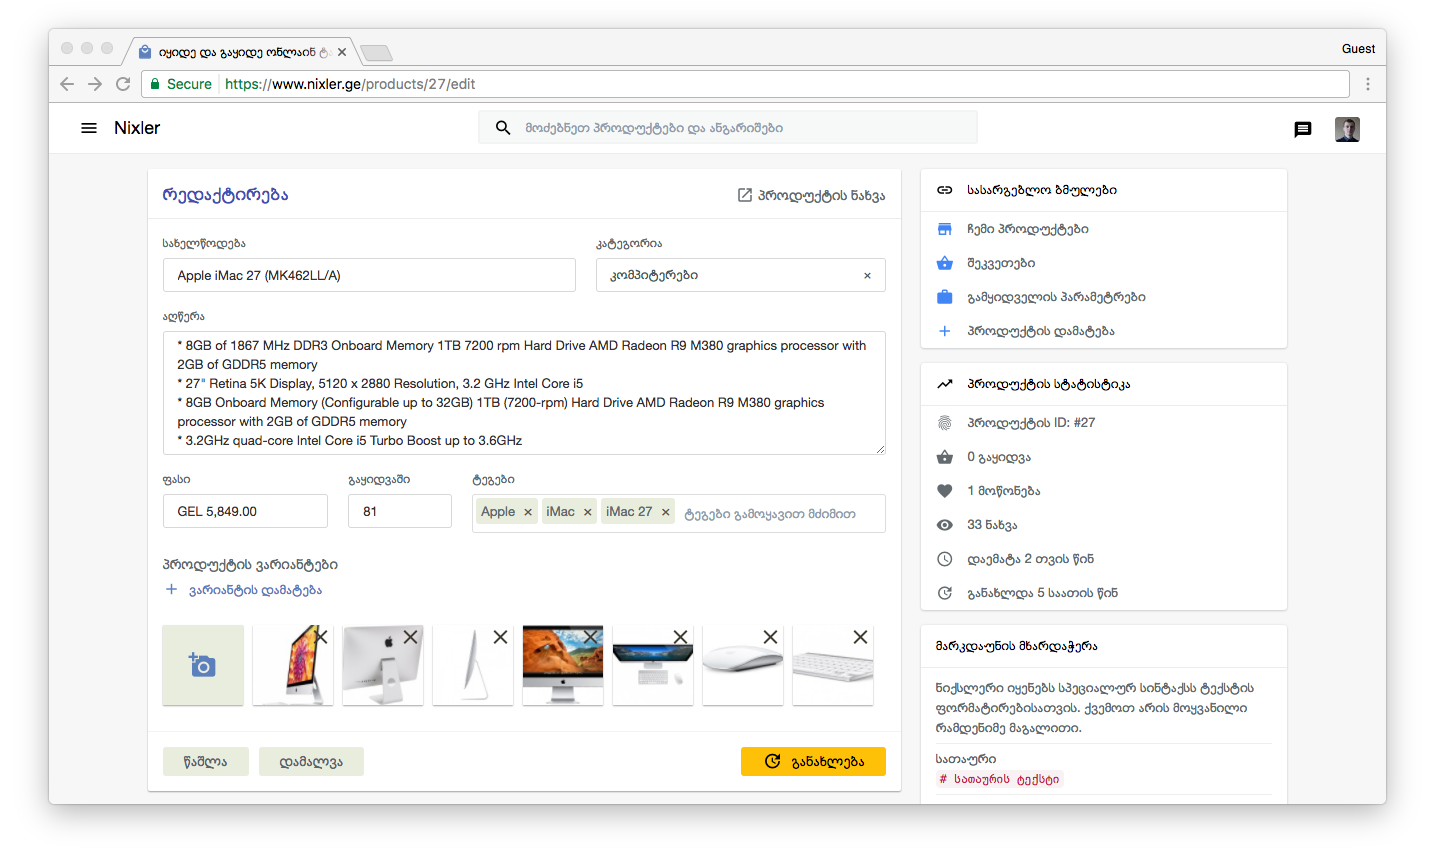 იყიდე და გაყიდე ონლაინ
Guest
Secure
https://www.nixler.ge/products/27/edit
Nixler
მოძებნეთ პროდუქტები და ანგარიშები
რედაქტირება
პროდუქტის ნახვა
სახელწოდება
კატეგორია
Apple iMac 27 (MK462LL/A)
კომპიტერები ×
აღწერა
* 8GB of 1867 MHz DDR3 Onboard Memory 1TB 7200 rpm Hard Drive AMD Radeon R9 M380 graphics processor with
2GB of GDDR5 memory
* 27" Retina 5K Display, 5120 x 2880 Resolution, 3.2 GHz Intel Core i5
* 8GB Onboard Memory (Configurable up to 32GB) 1TB (7200-rpm) Hard Drive AMD Radeon R9 M380 graphics
processor with 2GB of GDDR5 memory
* 3.2GHz quad-core Intel Core i5 Turbo Boost up to 3.6GHz
ფასი
გაყიდვაში
ტეგები
GEL 5,849.00
81
Apple × iMac × iMac 27 × ტეგები გამოყავით მძიმით
პროდუქტის ვარიანტები
+ ვარიანტის დამატება
წაშლა
დამალვა
განახლება
სასარგებლო ბმულები
ჩემი პროდუქტები
შეკვეთები
გამყიდველის პარამეტრები
+ პროდუქტის დამატება
პროდუქტის სტატისტიკა
პროდუქტის ID: #27
0 გაყიდვა
1 მოწონება
33 ნახვა
დაემატა 2 თვის წინ
განახლდა 5 საათის წინ
მარკდაუნის მხარდაჭერა
ნიქსლერი იყენებს სპეციალურ სინტაქსს ტექსტის
ფორმატირებისათვის. ქვემოთ არის მოყვანილი
რამდენიმე მაგალითი.
სათაური
# სათაურის ტექსტი